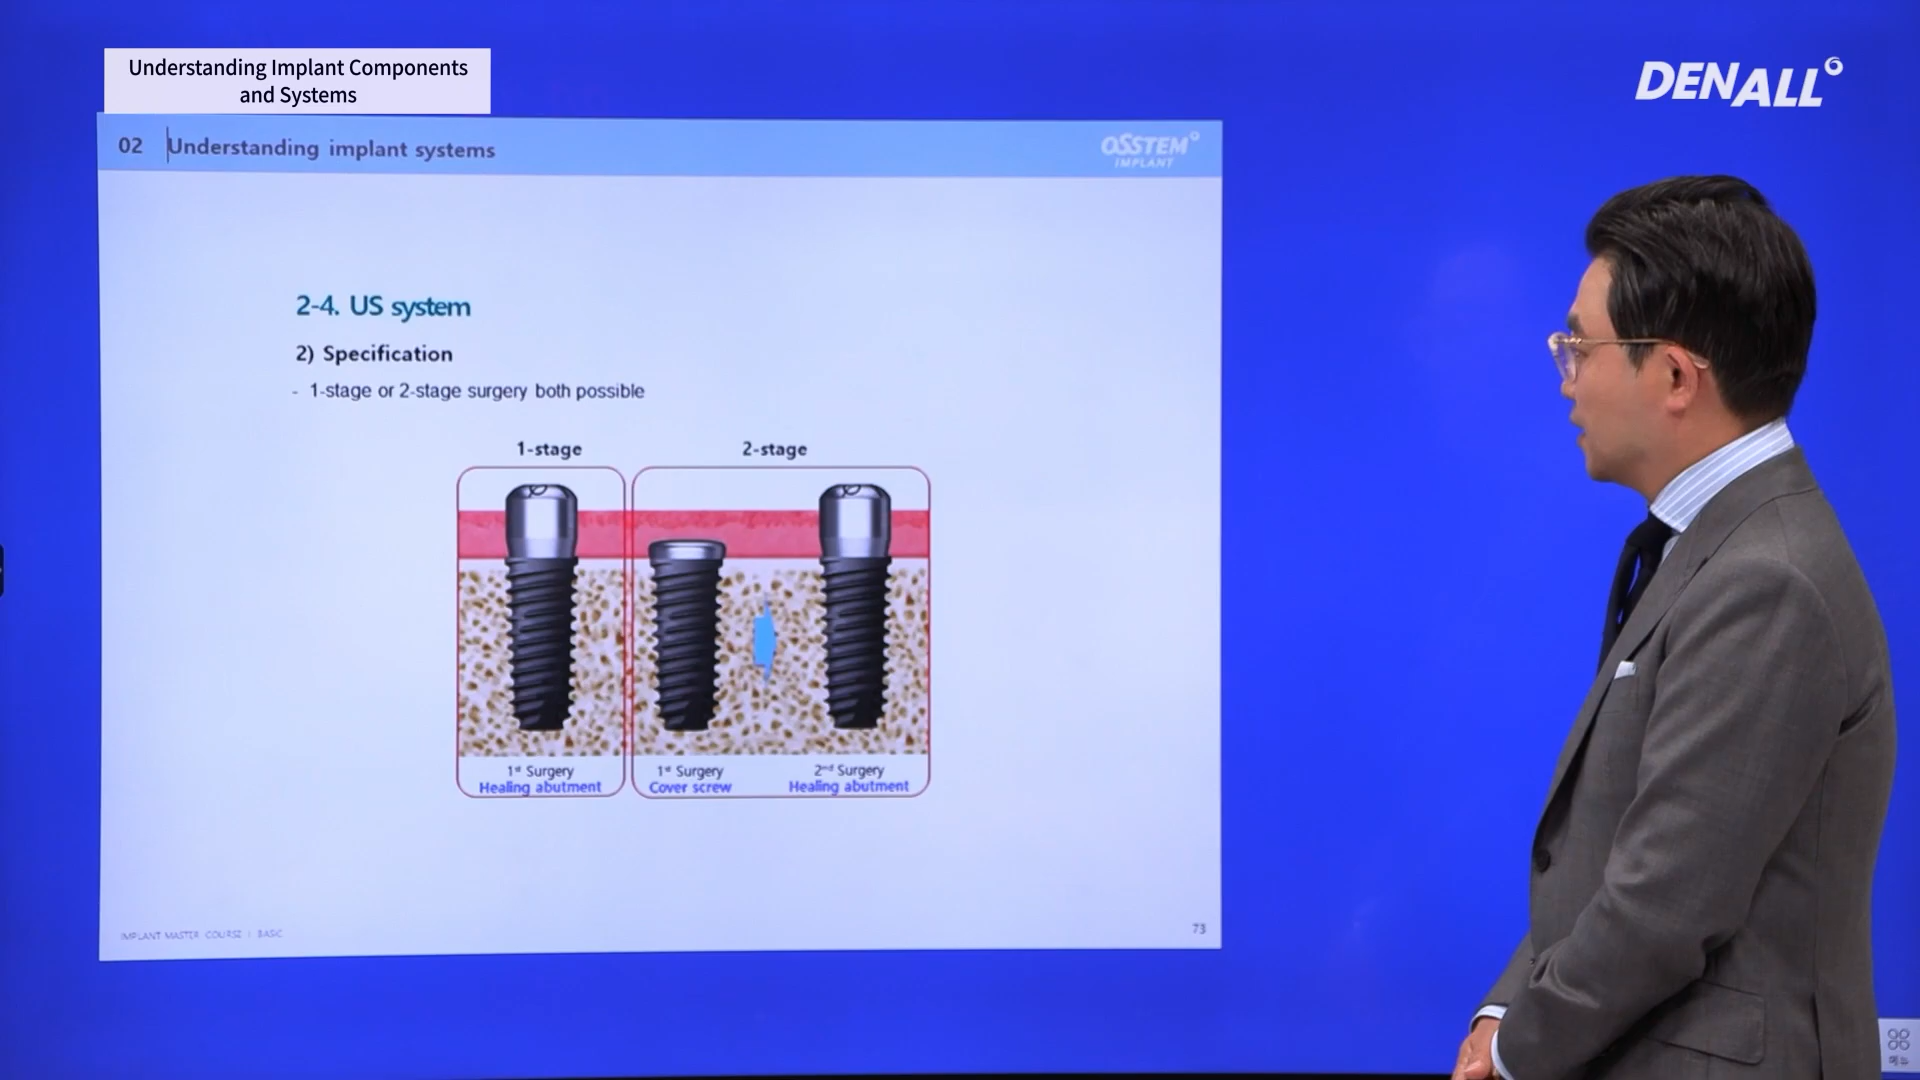 Understanding Implant Components
and Systems
DENALL
02 Understanding implant systems
OSSTEM
IMPLANT
2-4. US system
2) Specification
- 1-stage or 2-stage surgery both possible
1-stage 2-stage
1st Surgery 1st Surgery 2nd Surgery
Healing abutment Cover screw Healing abutment
IMPLANT MASTER COURSE | BASIC
73
메뉴